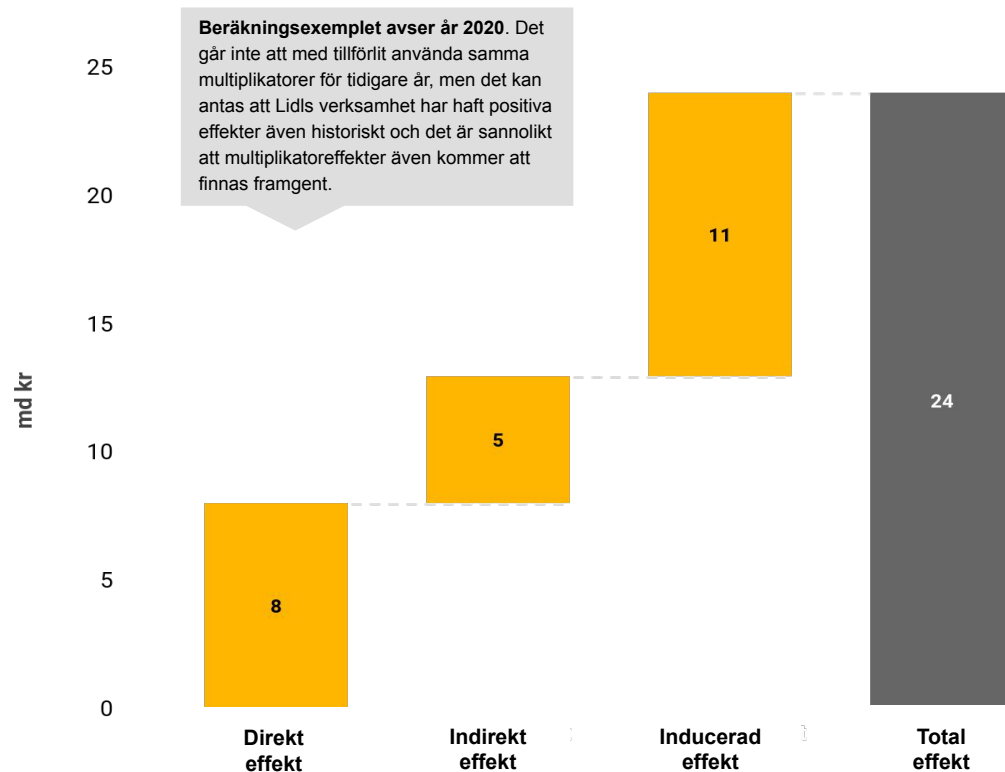 Beräkningsexemplet avser år 2020. Det
går inte att med tillförlit använda samma
multiplikatorer för tidigare år, men det kan
antas att Lidls verksamhet har haft positiva
effekter även historiskt och det är sannolikt
att multiplikatoreffekter även kommer att
finnas framgent.
md kr
25
20
15
10
5
0
8
5
11
24
Direkt
effekt
Indirekt
effekt
Inducerad
effekt
Total
effekt